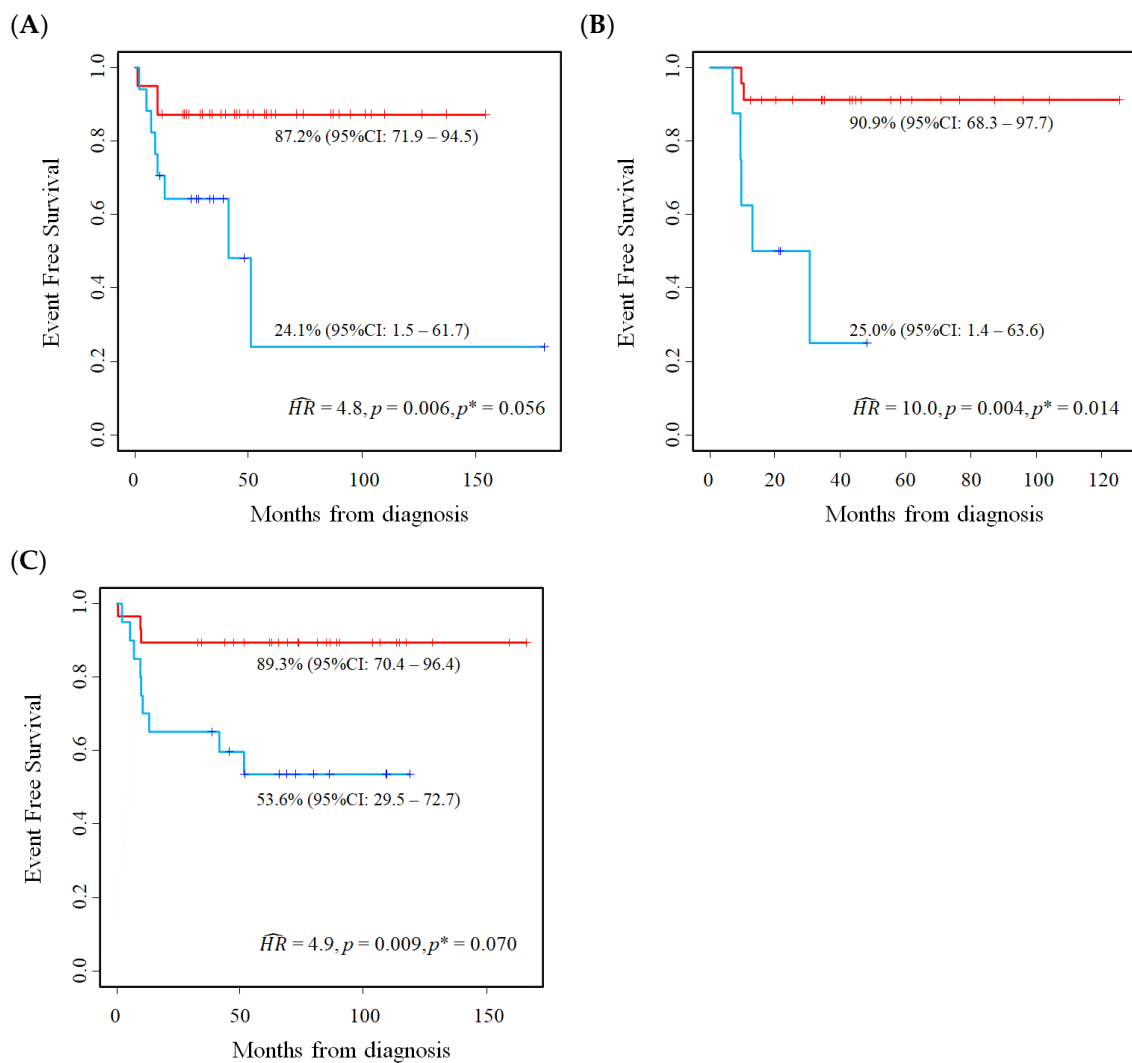 (A)
Event Free Survival
1.0
0.8
0.6
0.4
0.2
0.0
87.2% (95%CI: 71.9 – 94.5)
24.1% (95%CI: 1.5 – 61.7)
H͡R = 4.8, p = 0.006, p* = 0.056
0 50 100 150
Months from diagnosis
(B)
Event Free Survival
1.0
0.8
0.6
0.4
0.2
0.0
90.9% (95%CI: 68.3 – 97.7)
25.0% (95%CI: 1.4 – 63.6)
H͡R = 10.0, p = 0.004, p* = 0.014
0 20 40 60 80 100 120
Months from diagnosis
(C)
Event Free Survival
1.0
0.8
0.6
0.4
0.2
0.0
89.3% (95%CI: 70.4 – 96.4)
53.6% (95%CI: 29.5 – 72.7)
H͡R = 4.9, p = 0.009, p* = 0.070
0 50 100 150
Months from diagnosis